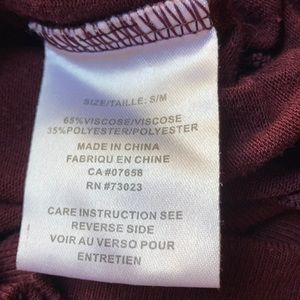 SIZE/TAILLE: S/M
65%VISCOSE/VISCOSE
35%POLYESTER/POLYESTER
MADE IN CHINA
FABRIQU EN CHINE
CA #07658
RN #73023
CARE INSTRUCTION SEE
REVERSE SIDE
VOIR AU VERSO POUR
ENTRETIEN